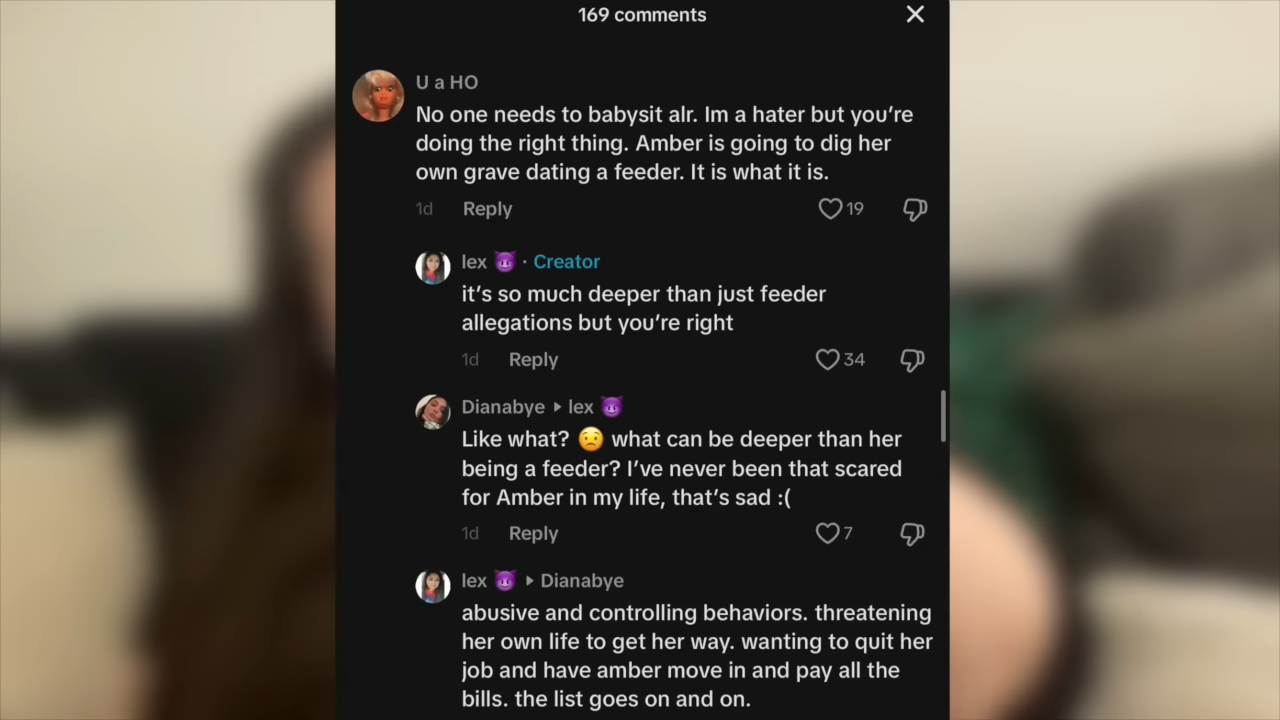 169 comments
U a HO
No one needs to babysit alr. Im a hater but you’re
doing the right thing. Amber is going to dig her
own grave dating a feeder. It is what it is.
1d Reply 19
lex 😈 · Creator
it’s so much deeper than just feeder
allegations but you’re right
1d Reply 34
Dianabye ▸ lex 😈
Like what? 😟 what can be deeper than her
being a feeder? I’ve never been that scared
for Amber in my life, that’s sad :(
1d Reply 7
lex 😈 ▸ Dianabye
abusive and controlling behaviors. threatening
her own life to get her way. wanting to quit her
job and have amber move in and pay all the
bills. the list goes on and on.